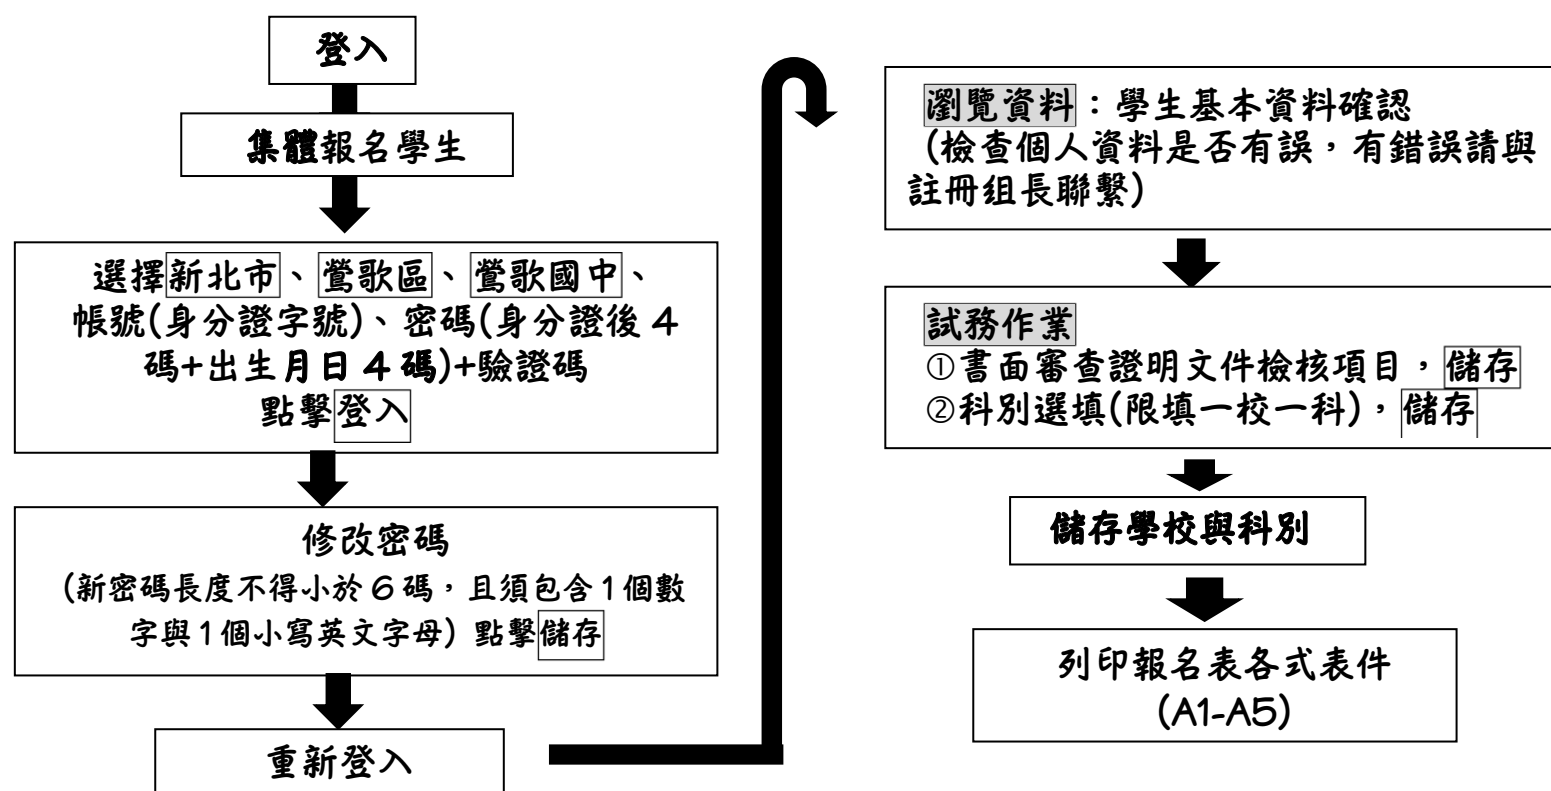 登入
集體報名學生
選擇新北市、鶯歌區、鶯歌國中、
帳號(身分證字號)、密碼(身分證後4
碼+出生月日4碼)+驗證碼
點擊登入
修改密碼
(新密碼長度不得小於6碼，且須包含1個數
字與1個小寫英文字母) 點擊儲存
重新登入
瀏覽資料：學生基本資料確認
(檢查個人資料是否有誤，有錯誤請與
註冊組長聯繫)
試務作業
①書面審查證明文件檢核項目，儲存
②科別選填(限填一校一科)，儲存
儲存學校與科別
列印報名表各式表件
(A1-A5)